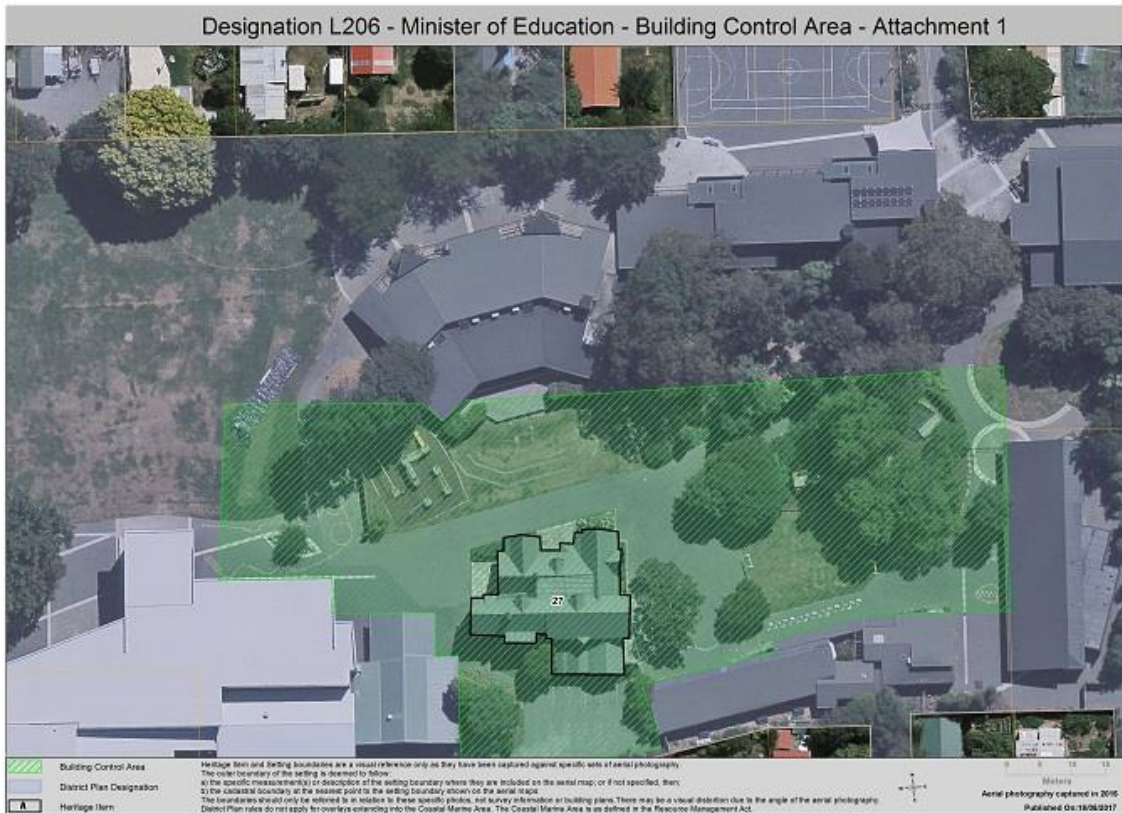 Designation L206 - Minister of Education - Building Control Area - Attachment 1
27
Building Control Area
District Plan Designation
A Heritage Item
Heritage Item and Setting boundaries are a visual reference only as they have been captured against specific sets of aerial photography.
The outer boundary of the setting is deemed to follow:
a) the specific measurement(s) or description of the setting boundary where they are included on the aerial map; or if not specified, then:
b) the cadastral boundary at the nearest point to the setting boundary shown on the aerial maps
The boundaries should only be referred to in relation to these specific photos, not survey information or building plans. There may be a visual distortion due to the angle of the aerial photography.
District Plan rules do not apply for overlays extending into the Coastal Marine Area. The Coastal Marine Area is as defined in the Resource Management Act.
0 5 10 15
Meters
Aerial photography captured in 2016